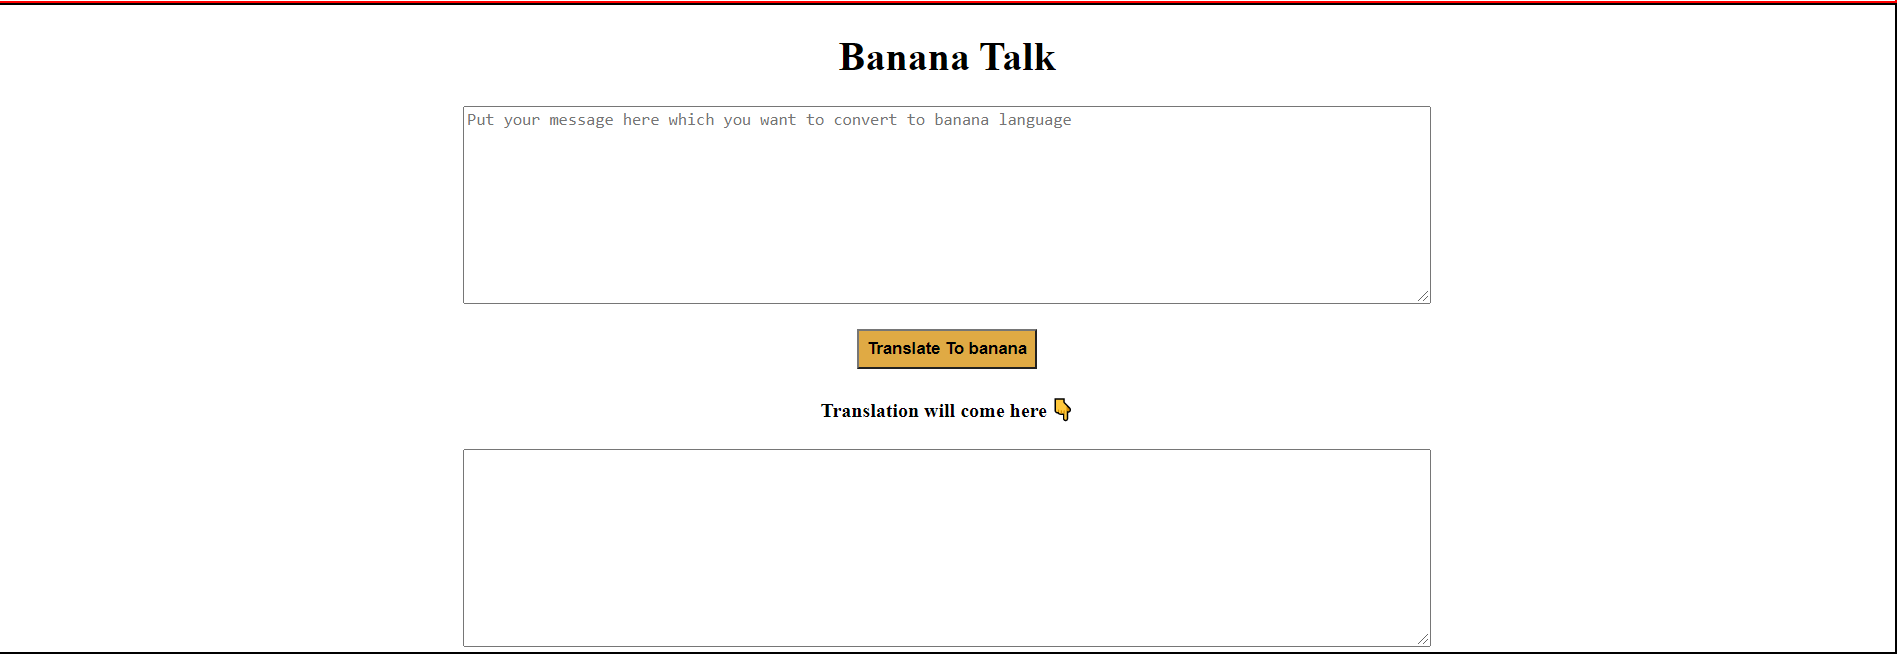 Banana Talk
Put your message here which you want to convert to banana language
Translate To banana
Translation will come here 👇